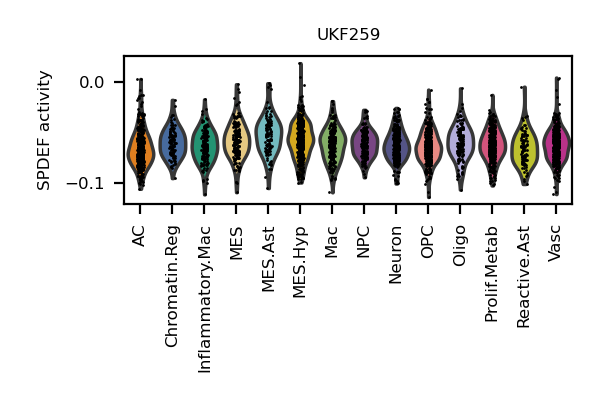 UKF259
SPDEF activity
0.0
−0.1
AC
Chromatin.Reg
Inflammatory.Mac
MES
MES.Ast
MES.Hyp
Mac
NPC
Neuron
OPC
Oligo
Prolif.Metab
Reactive.Ast
Vasc